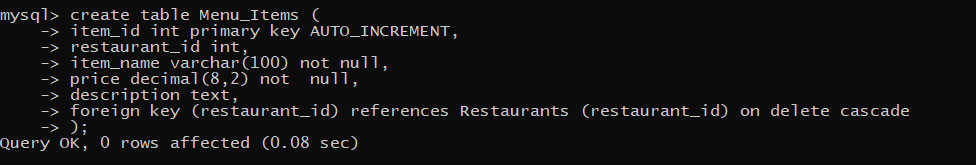 mysql> create table Menu_Items (
    -> item_id int primary key AUTO_INCREMENT,
    -> restaurant_id int,
    -> item_name varchar(100) not null,
    -> price decimal(8,2) not  null,
    -> description text,
    -> foreign key (restaurant_id) references Restaurants (restaurant_id) on delete cascade
    -> );
Query OK, 0 rows affected (0.08 sec)